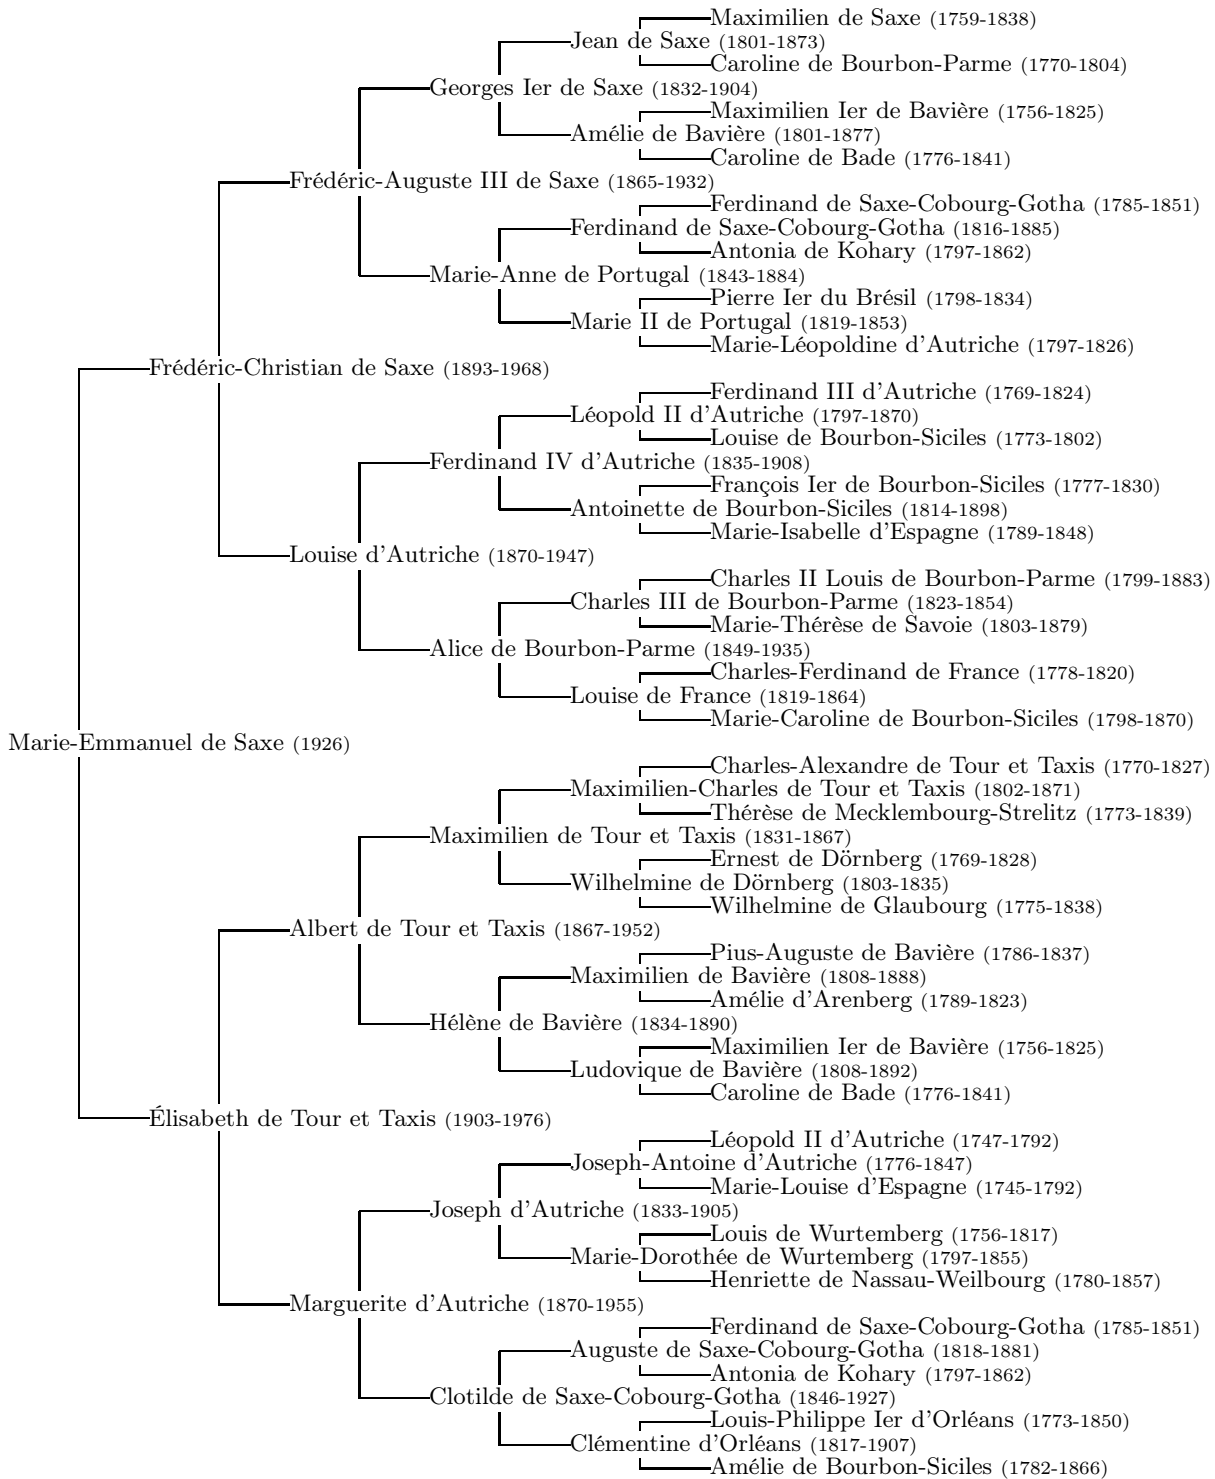 Maximilien de Saxe (1759-1838)
Jean de Saxe (1801-1873)
Caroline de Bourbon-Parme (1770-1804)
Georges Ier de Saxe (1832-1904)
Maximilien Ier de Bavière (1756-1825)
Amélie de Bavière (1801-1877)
Caroline de Bade (1776-1841)
Frédéric-Auguste III de Saxe (1865-1932)
Ferdinand de Saxe-Cobourg-Gotha (1785-1851)
Ferdinand de Saxe-Cobourg-Gotha (1816-1885)
Antonia de Kohary (1797-1862)
Marie-Anne de Portugal (1843-1884)
Pierre Ier du Brésil (1798-1834)
Marie II de Portugal (1819-1853)
Marie-Léopoldine d'Autriche (1797-1826)
Frédéric-Christian de Saxe (1893-1968)
Ferdinand III d'Autriche (1769-1824)
Léopold II d'Autriche (1797-1870)
Louise de Bourbon-Siciles (1773-1802)
Ferdinand IV d'Autriche (1835-1908)
François Ier de Bourbon-Siciles (1777-1830)
Antoinette de Bourbon-Siciles (1814-1898)
Marie-Isabelle d'Espagne (1789-1848)
Louise d'Autriche (1870-1947)
Charles II Louis de Bourbon-Parme (1799-1883)
Charles III de Bourbon-Parme (1823-1854)
Marie-Thérèse de Savoie (1803-1879)
Alice de Bourbon-Parme (1849-1935)
Charles-Ferdinand de France (1778-1820)
Louise de France (1819-1864)
Marie-Caroline de Bourbon-Siciles (1798-1870)
Marie-Emmanuel de Saxe (1926)
Charles-Alexandre de Tour et Taxis (1770-1827)
Maximilien-Charles de Tour et Taxis (1802-1871)
Thérèse de Mecklembourg-Strelitz (1773-1839)
Maximilien de Tour et Taxis (1831-1867)
Ernest de Dörnberg (1769-1828)
Wilhelmine de Dörnberg (1803-1835)
Wilhelmine de Glaubourg (1775-1838)
Albert de Tour et Taxis (1867-1952)
Pius-Auguste de Bavière (1786-1837)
Maximilien de Bavière (1808-1888)
Amélie d'Arenberg (1789-1823)
Hélène de Bavière (1834-1890)
Maximilien Ier de Bavière (1756-1825)
Ludovique de Bavière (1808-1892)
Caroline de Bade (1776-1841)
Élisabeth de Tour et Taxis (1903-1976)
Léopold II d'Autriche (1747-1792)
Joseph-Antoine d'Autriche (1776-1847)
Marie-Louise d'Espagne (1745-1792)
Joseph d'Autriche (1833-1905)
Louis de Wurtemberg (1756-1817)
Marie-Dorothée de Wurtemberg (1797-1855)
Henriette de Nassau-Weilbourg (1780-1857)
Marguerite d'Autriche (1870-1955)
Ferdinand de Saxe-Cobourg-Gotha (1785-1851)
Auguste de Saxe-Cobourg-Gotha (1818-1881)
Antonia de Kohary (1797-1862)
Clotilde de Saxe-Cobourg-Gotha (1846-1927)
Louis-Philippe Ier d'Orléans (1773-1850)
Clémentine d'Orléans (1817-1907)
Amélie de Bourbon-Siciles (1782-1866)